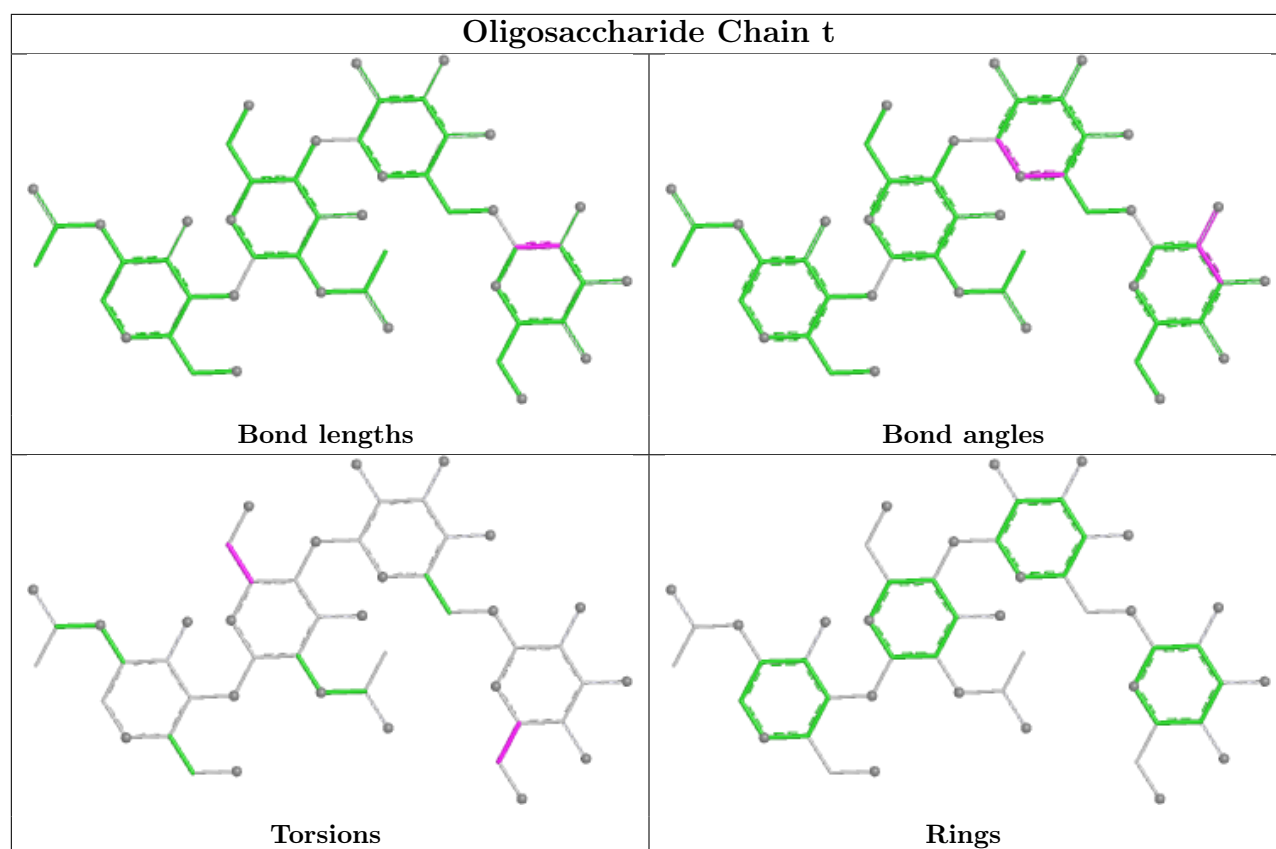 Oligosaccharide Chain t
Bond lengths
Bond angles
Torsions
Rings